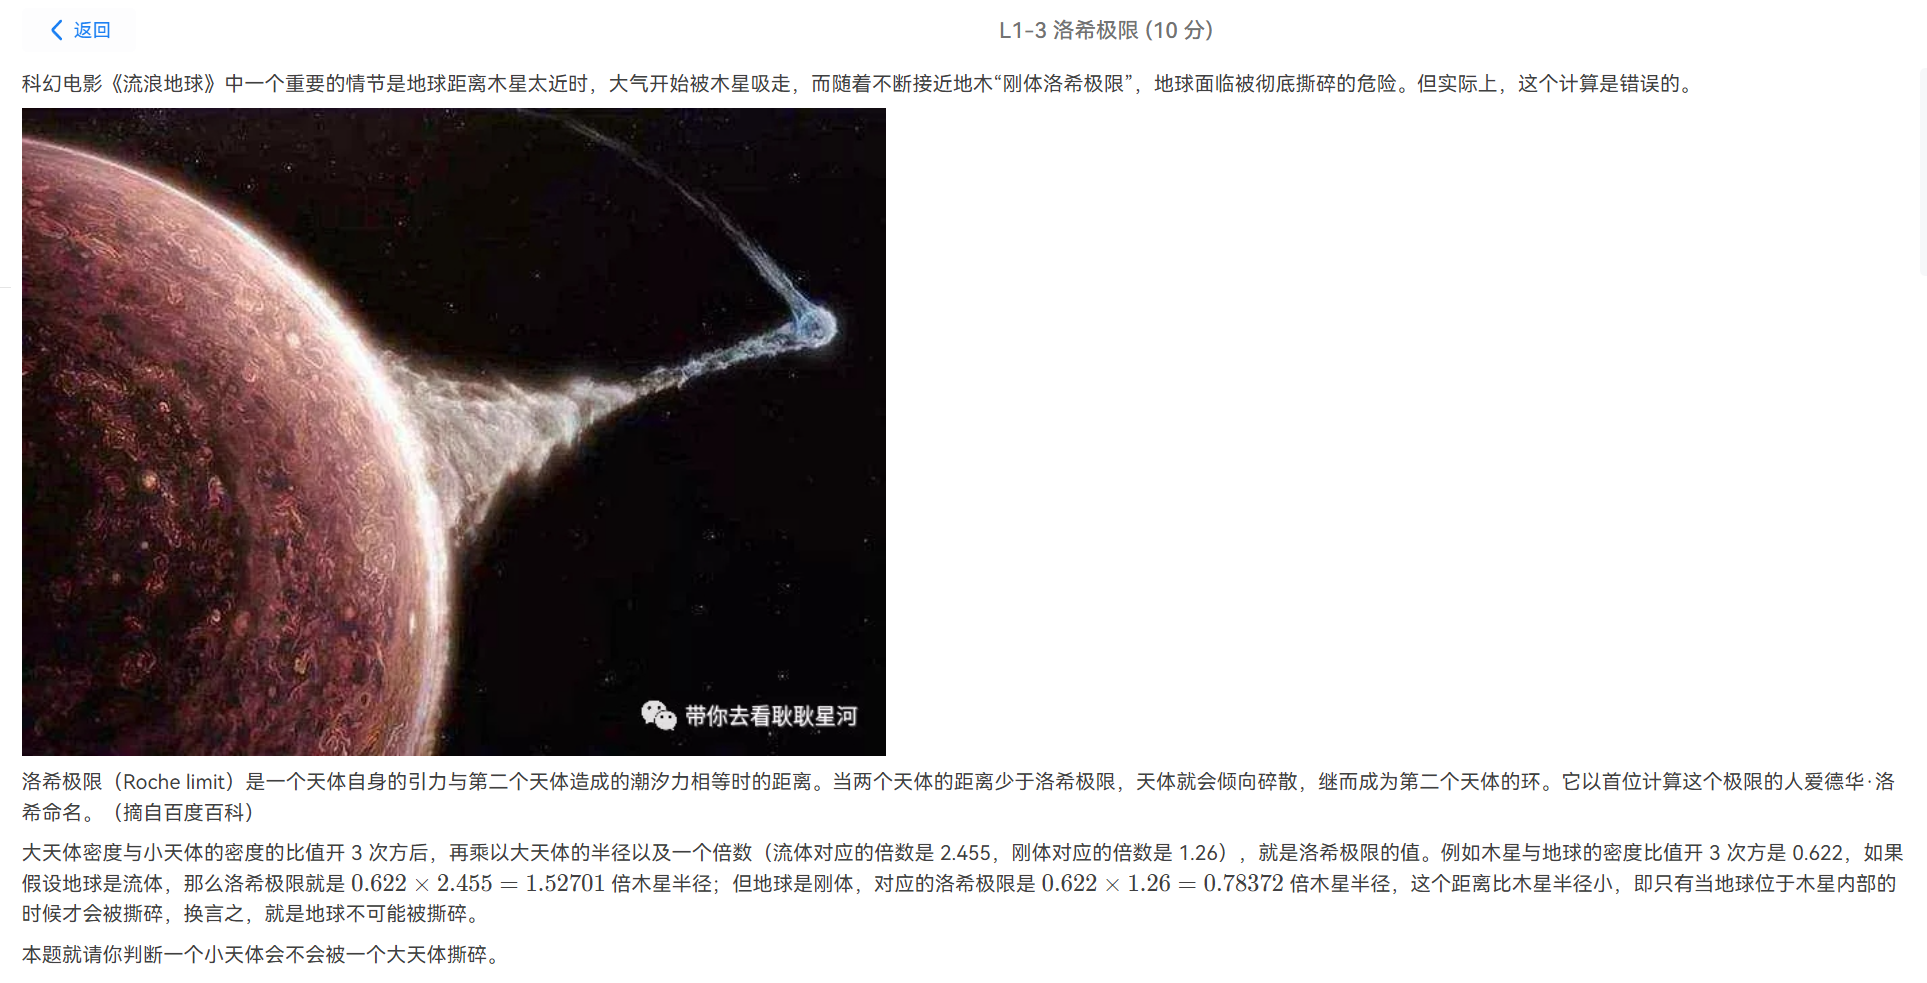 返回
L1-3 洛希极限 (10 分)
科幻电影《流浪地球》中一个重要的情节是地球距离木星太近时，大气开始被木星吸走，而随着不断接近地木“刚体洛希极限”，地球面临被彻底撕碎的危险。但实际上，这个计算是错误的。
带你去看耿耿星河
洛希极限（Roche limit）是一个天体自身的引力与第二个天体造成的潮汐力相等时的距离。当两个天体的距离少于洛希极限，天体就会倾向碎散，继而成为第二个天体的环。它以首位计算这个极限的人爱德华·洛
希命名。（摘自百度百科）
大天体密度与小天体的密度的比值开 3 次方后，再乘以大天体的半径以及一个倍数（流体对应的倍数是 2.455，刚体对应的倍数是 1.26），就是洛希极限的值。例如木星与地球的密度比值开 3 次方是 0.622，如果
假设地球是流体，那么洛希极限就是 0.622 × 2.455 = 1.52701 倍木星半径；但地球是刚体，对应的洛希极限是 0.622 × 1.26 = 0.78372 倍木星半径，这个距离比木星半径小，即只有当地球位于木星内部的
时候才会被撕碎，换言之，就是地球不可能被撕碎。
本题就请你判断一个小天体会不会被一个大天体撕碎。